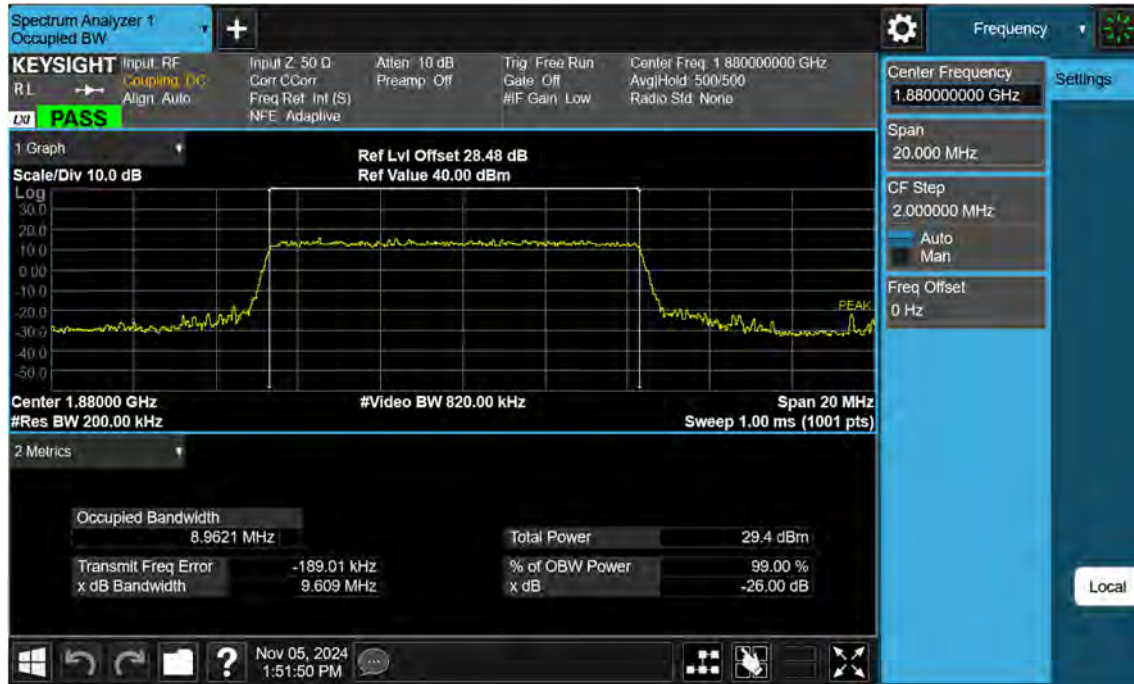 Spectrum Analyzer 1
Occupied BW
+
Frequency
KEYSIGHT
RL
LXI PASS
Input: RF
Coupling: DC
Align: Auto
Input Z: 50 Ω
Corr CCorr
Freq Ref: Int (S)
NFE: Adaptive
Atten: 10 dB
Preamp: Off
Trig: Free Run
Gate: Off
#IF Gain: Low
Center Freq: 1.880000000 GHz
Avg|Hold: 500/500
Radio Std: None
Center Frequency
1.880000000 GHz
Settings
Span
20.000 MHz
CF Step
2.000000 MHz
Auto
Man
Freq Offset
0 Hz
1 Graph
Scale/Div 10.0 dB
Ref Lvl Offset 28.48 dB
Ref Value 40.00 dBm
Log
30.0
20.0
10.0
0.00
-10.0
-20.0
-30.0
-40.0
-50.0
PEAK
Center 1.88000 GHz
#Video BW 820.00 kHz
Span 20 MHz
#Res BW 200.00 kHz
Sweep 1.00 ms (1001 pts)
2 Metrics
Occupied Bandwidth
8.9621 MHz
Total Power 29.4 dBm
Transmit Freq Error -189.01 kHz
% of OBW Power 99.00 %
x dB Bandwidth 9.609 MHz
x dB -26.00 dB
Local
?
Nov 05, 2024
1:51:50 PM